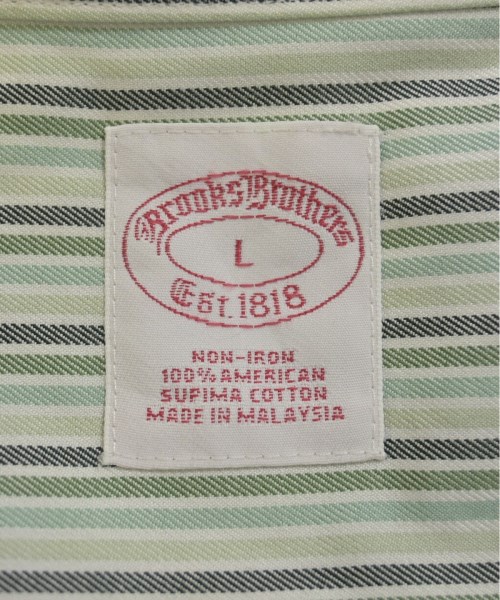 Brooks Brothers
L
Est. 1818
NON-IRON
100% AMERICAN
SUPIMA COTTON
MADE IN MALAYSIA